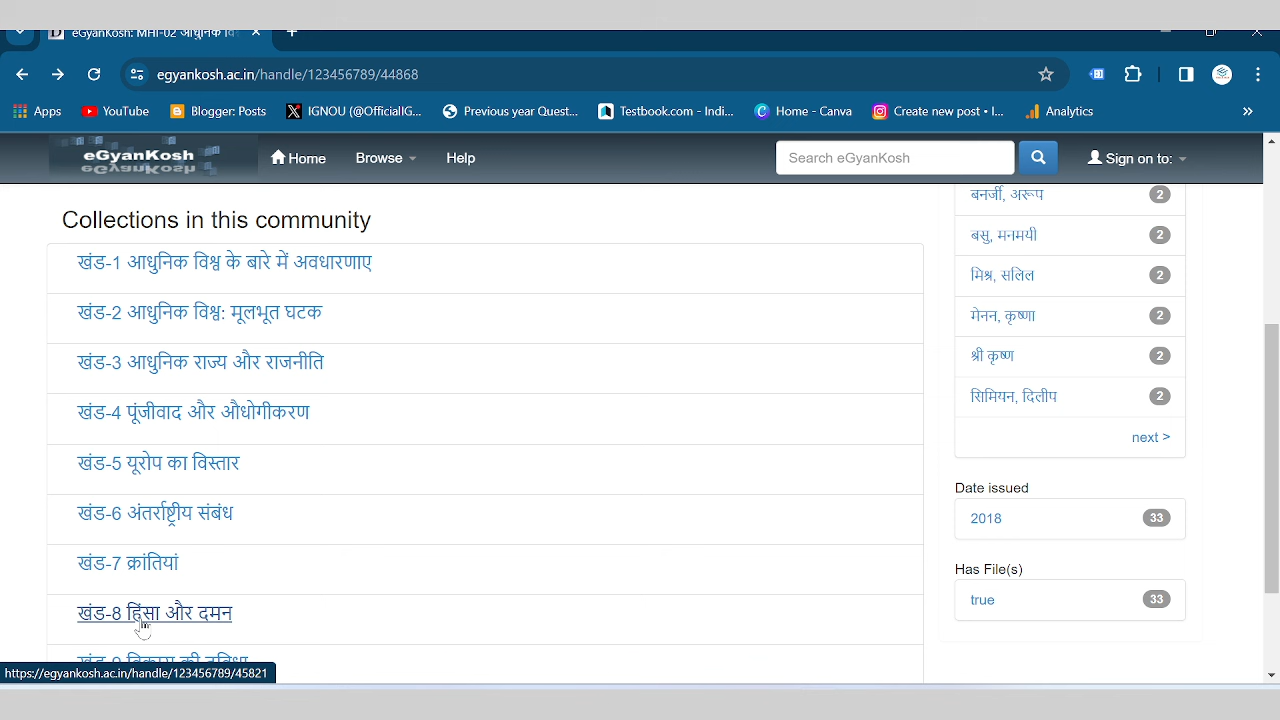 eGyanKosh: MHI-02 आधुनिक
egyankosh.ac.in/handle/123456789/44868
Apps YouTube Blogger: Posts IGNOU (@OfficialIG... Previous year Quest... Testbook.com - Indi... Home - Canva Create new post • I... Analytics »
eGyanKosh Home Browse Help Search eGyanKosh Sign on to:
Collections in this community
खंड-1 आधुनिक विश्व के बारे में अवधारणाए
खंड-2 आधुनिक विश्व: मूलभूत घटक
खंड-3 आधुनिक राज्य और राजनीति
खंड-4 पूंजीवाद और औधोगीकरण
खंड-5 यूरोप का विस्तार
खंड-6 अंतर्राष्ट्रीय संबंध
खंड-7 क्रांतियां
खंड-8 हिंसा और दमन
खंड-9 विकास की दुविधा
बनर्जी, अरूप 2
बसु, मनमयी 2
मिश्र, सलिल 2
मेनन, कृष्णा 2
श्री कृष्ण 2
सिमियन, दिलीप 2
next >
Date issued
2018 33
Has File(s)
true 33
https://egyankosh.ac.in/handle/123456789/45821